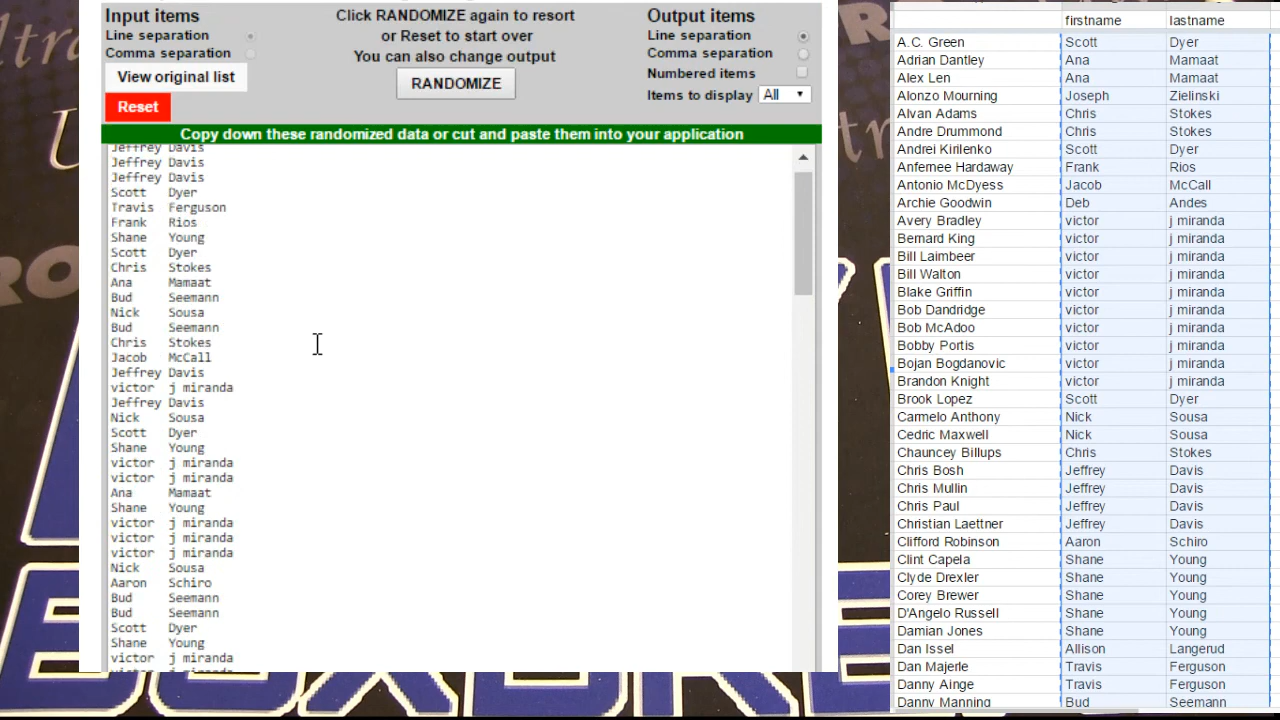 Input items
Line separation
Comma separation
View original list
Reset
Click RANDOMIZE again to resort
or Reset to start over
You can also change output
RANDOMIZE
Output items
Line separation
Comma separation
Numbered items
Items to display All
Copy down these randomized data or cut and paste them into your application
Jeffrey Davis
Jeffrey Davis
Jeffrey Davis
Scott Dyer
Travis Ferguson
Frank Rios
Shane Young
Scott Dyer
Chris Stokes
Ana Mamaat
Bud Seemann
Nick Sousa
Bud Seemann
Chris Stokes
Jacob McCall
Jeffrey Davis
victor j miranda
Jeffrey Davis
Nick Sousa
Scott Dyer
Shane Young
victor j miranda
victor j miranda
Ana Mamaat
Shane Young
victor j miranda
victor j miranda
victor j miranda
Nick Sousa
Aaron Schiro
Bud Seemann
Bud Seemann
Scott Dyer
Shane Young
victor j miranda
firstname lastname
A.C. Green Scott Dyer
Adrian Dantley Ana Mamaat
Alex Len Ana Mamaat
Alonzo Mourning Joseph Zielinski
Alvan Adams Chris Stokes
Andre Drummond Chris Stokes
Andrei Kirilenko Scott Dyer
Anfernee Hardaway Frank Rios
Antonio McDyess Jacob McCall
Archie Goodwin Deb Andes
Avery Bradley victor j miranda
Bernard King victor j miranda
Bill Laimbeer victor j miranda
Bill Walton victor j miranda
Blake Griffin victor j miranda
Bob Dandridge victor j miranda
Bob McAdoo victor j miranda
Bobby Portis victor j miranda
Bojan Bogdanovic victor j miranda
Brandon Knight victor j miranda
Brook Lopez Scott Dyer
Carmelo Anthony Nick Sousa
Cedric Maxwell Nick Sousa
Chauncey Billups Chris Stokes
Chris Bosh Jeffrey Davis
Chris Mullin Jeffrey Davis
Chris Paul Jeffrey Davis
Christian Laettner Jeffrey Davis
Clifford Robinson Aaron Schiro
Clint Capela Shane Young
Clyde Drexler Shane Young
Corey Brewer Shane Young
D'Angelo Russell Shane Young
Damian Jones Shane Young
Dan Issel Allison Langerud
Dan Majerle Travis Ferguson
Danny Ainge Travis Ferguson
Danny Manning Bud Seemann